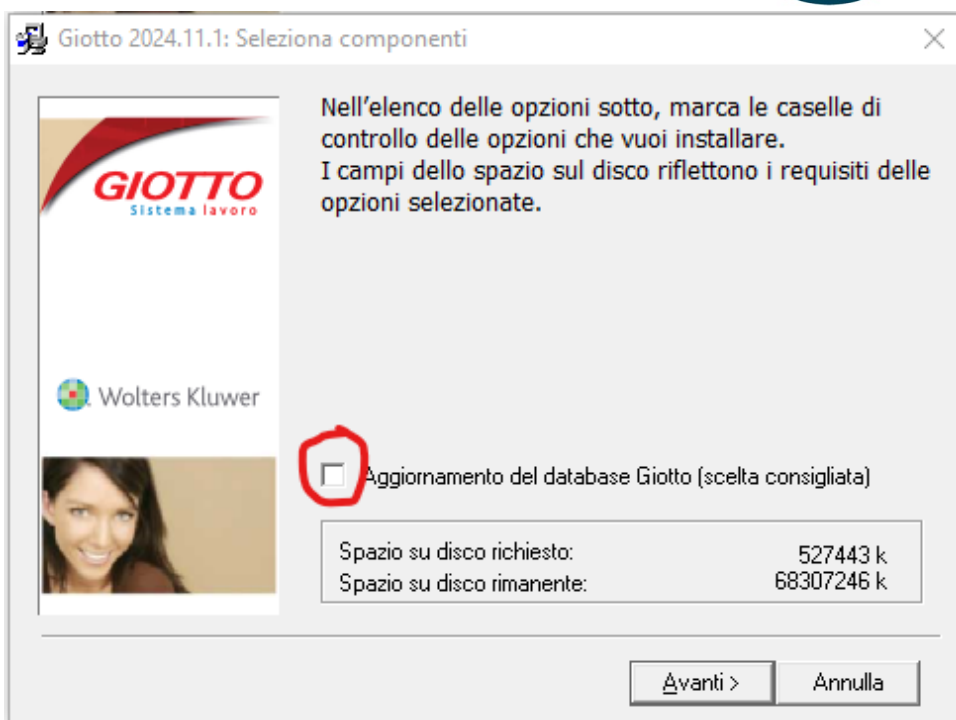 Giotto 2024.11.1: Seleziona componenti
Nell'elenco delle opzioni sotto, marca le caselle di
controllo delle opzioni che vuoi installare.
I campi dello spazio sul disco riflettono i requisiti delle
opzioni selezionate.
GIOTTO
Sistema lavoro
Wolters Kluwer
Aggiornamento del database Giotto (scelta consigliata)
Spazio su disco richiesto: 527443 k
Spazio su disco rimanente: 68307246 k
Avanti >
Annulla